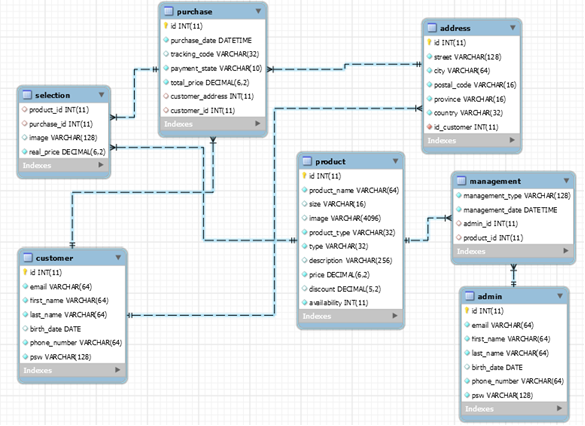 purchase
id INT(11)
purchase_date DATETIME
tracking_code VARCHAR(32)
payment_state VARCHAR(10)
total_price DECIMAL(6,2)
customer_address INT(11)
customer_id INT(11)
Indexes
address
id INT(11)
street VARCHAR(128)
city VARCHAR(64)
postal_code VARCHAR(16)
province VARCHAR(16)
country VARCHAR(32)
id_customer INT(11)
Indexes
selection
product_id INT(11)
purchase_id INT(11)
image VARCHAR(128)
real_price DECIMAL(6,2)
Indexes
product
id INT(11)
product_name VARCHAR(64)
size VARCHAR(16)
image VARCHAR(4096)
product_type VARCHAR(32)
type VARCHAR(32)
description VARCHAR(256)
price DECIMAL(6,2)
discount DECIMAL(5,2)
availability INT(11)
Indexes
management
management_type VARCHAR(128)
management_date DATETIME
admin_id INT(11)
product_id INT(11)
Indexes
customer
id INT(11)
email VARCHAR(64)
first_name VARCHAR(64)
last_name VARCHAR(64)
birth_date DATE
phone_number VARCHAR(64)
psw VARCHAR(128)
Indexes
admin
id INT(11)
email VARCHAR(64)
first_name VARCHAR(64)
last_name VARCHAR(64)
birth_date DATE
phone_number VARCHAR(64)
psw VARCHAR(128)
Indexes